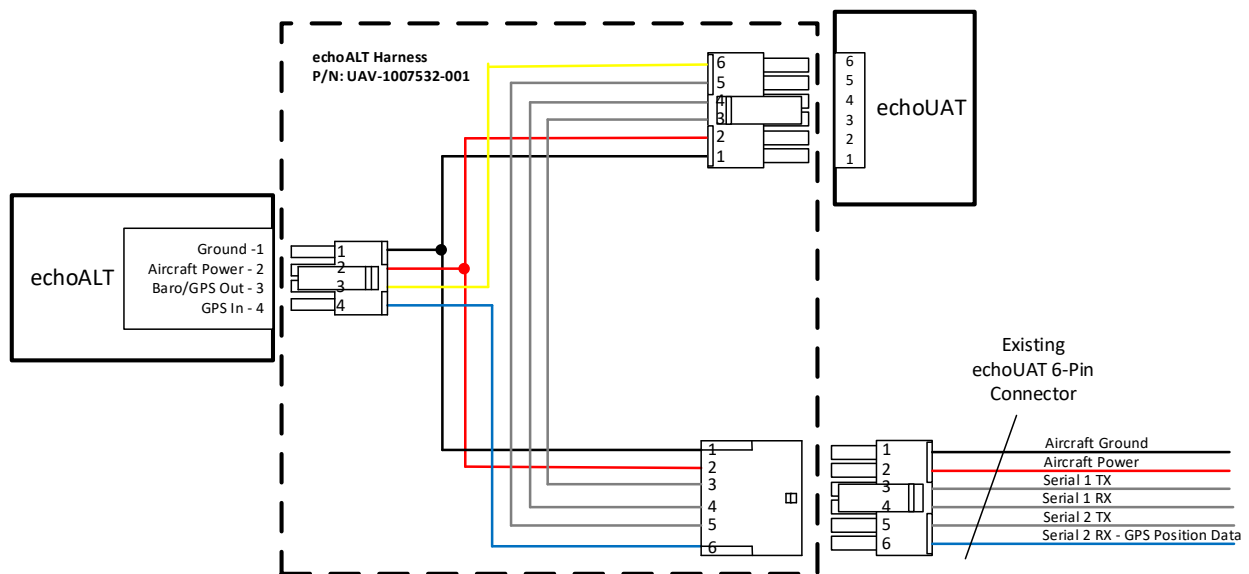 echoALT Harness
P/N: UAV-1007532-001
6
5
4
3
2
1
6
5
4
3
2
1
echoUAT
echoALT
Ground -1
Aircraft Power - 2
Baro/GPS Out - 3
GPS In - 4
1
2
3
4
Existing
echoUAT 6-Pin
Connector
1
2
3
4
5
6
1
2
3
4
5
6
Aircraft Ground
Aircraft Power
Serial 1 TX
Serial 1 RX
Serial 2 TX
Serial 2 RX - GPS Position Data